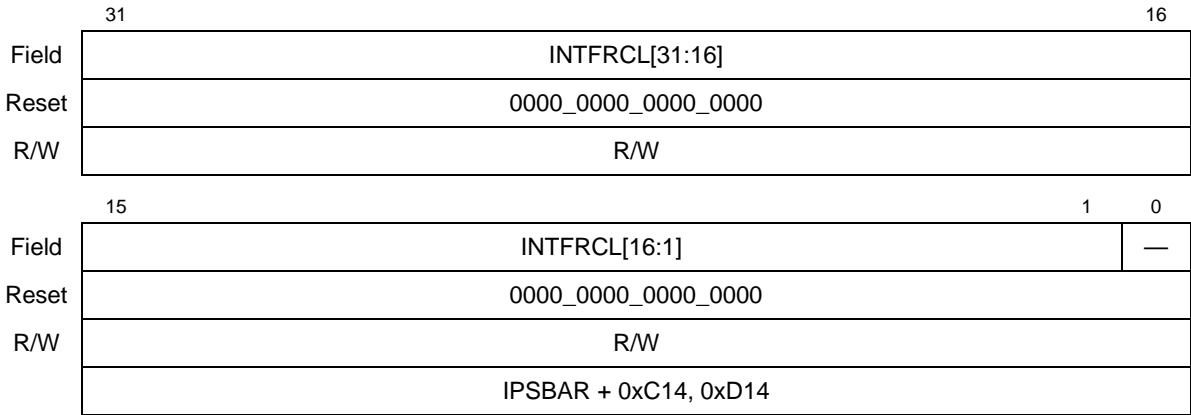 31 16
Field INTFRCL[31:16]
Reset 0000_0000_0000_0000
R/W R/W
15 1 0
Field INTFRCL[16:1] —
Reset 0000_0000_0000_0000
R/W R/W
IPSBAR + 0xC14, 0xD14